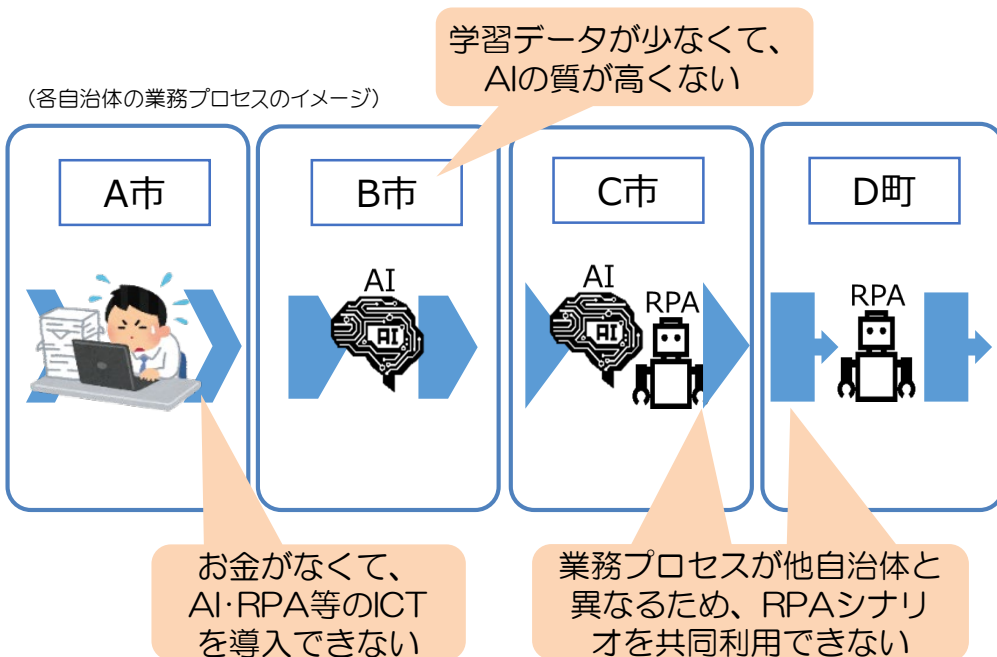 学習データが少なくて、
AIの質が高くない
（各自治体の業務プロセスのイメージ）
A市
B市
C市
D町
AI
AI
RPA
RPA
AI
AI
お金がなくて、
AI･RPA等のICT
を導入できない
業務プロセスが他自治体と
異なるため、RPAシナリ
オを共同利用できない